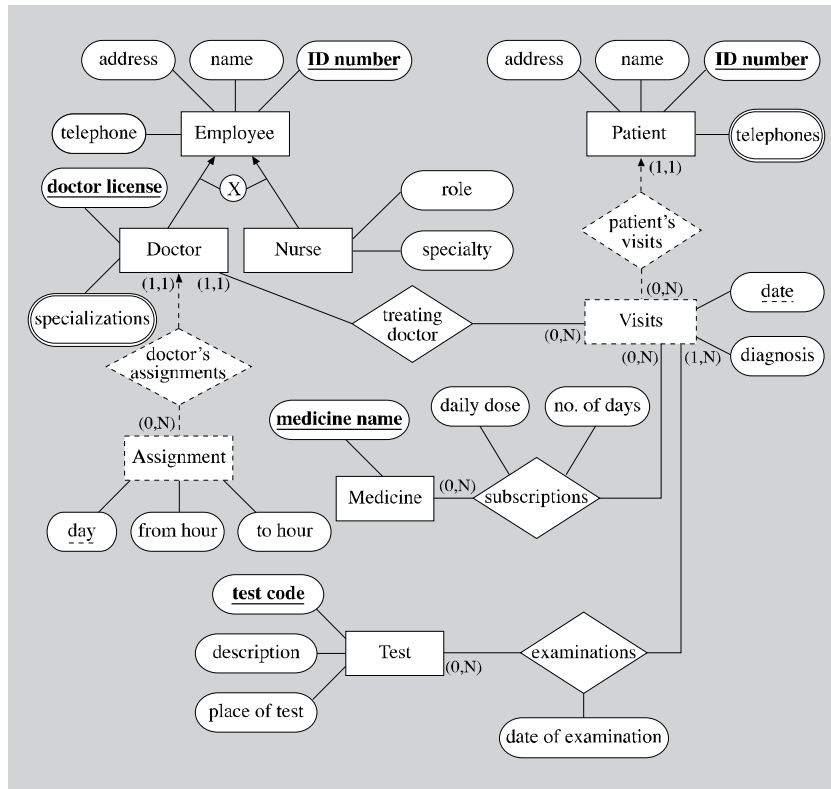 address
name
ID number
address
name
ID number
telephone
Employee
Patient
telephones
(1,1)
X
doctor license
role
patient's
visits
Doctor
Nurse
specialty
(1,1)
(1,1)
(0,N)
date
specializations
treating
doctor
Visits
(0,N)
(0,N)
(1,N)
diagnosis
doctor's
assignments
(0,N)
medicine name
daily dose
no. of days
Assignment
Medicine
(0,N)
subscriptions
day
from hour
to hour
test code
description
Test
(0,N)
examinations
place of test
date of examination